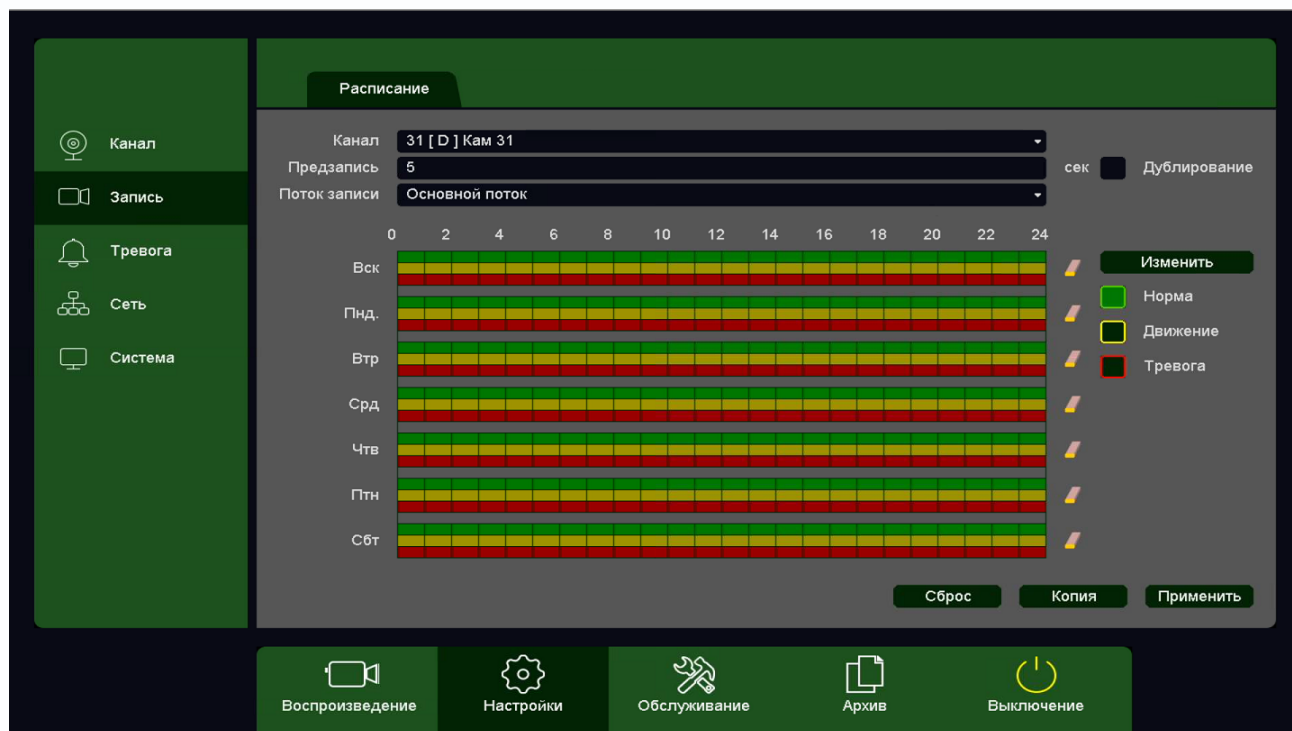 Расписание
Канал
Канал 31 [ D ] Кам 31
Предзапись 5 сек Дублирование
Запись
Поток записи Основной поток
0 2 4 6 8 10 12 14 16 18 20 22 24
Тревога
Вск Изменить
Пнд. Норма
Сеть
Движение
Втр Тревога
Система
Срд
Чтв
Птн
Сбт
Сброс Копия Применить
Воспроизведение Настройки Обслуживание Архив Выключение